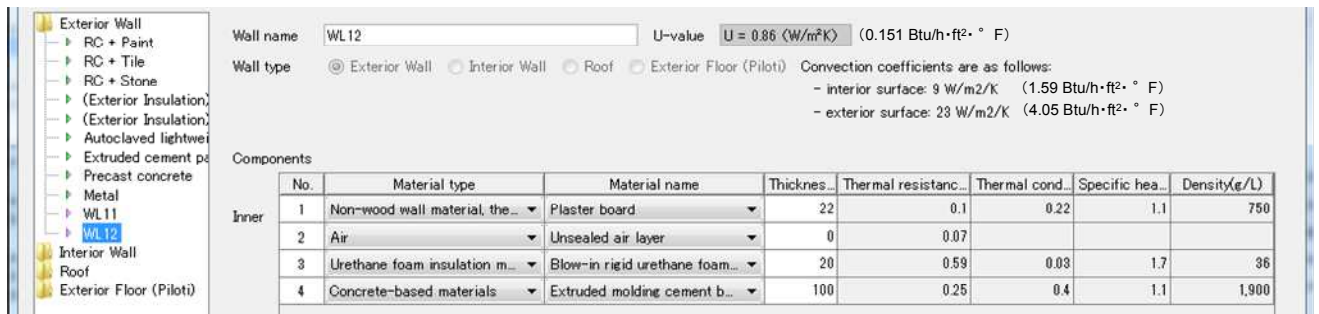 Exterior Wall
RC + Paint
RC + Tile
RC + Stone
(Exterior Insulation)
(Exterior Insulation)
Autoclaved lightwei
Extruded cement pa
Precast concrete
Metal
WL11
WL12
Interior Wall
Roof
Exterior Floor (Piloti)
Wall name WL12 U-value U = 0.86 (W/m²K) (0.151 Btu/h･ft²･°F)
Wall type Exterior Wall Interior Wall Roof Exterior Floor (Piloti) Convection coefficients are as follows:
- interior surface: 9 W/m2/K (1.59 Btu/h･ft²･°F)
- exterior surface: 23 W/m2/K (4.05 Btu/h･ft²･°F)
Components
No. Material type Material name Thicknes... Thermal resistanc... Thermal cond... Specific hea... Density(g/L)
Inner 1 Non-wood wall material, the... Plaster board 22 0.1 0.22 1.1 750
2 Air Unsealed air layer 0 0.07
3 Urethane foam insulation m... Blow-in rigid urethane foam... 20 0.59 0.03 1.7 36
4 Concrete-based materials Extruded molding cement b... 100 0.25 0.4 1.1 1,900